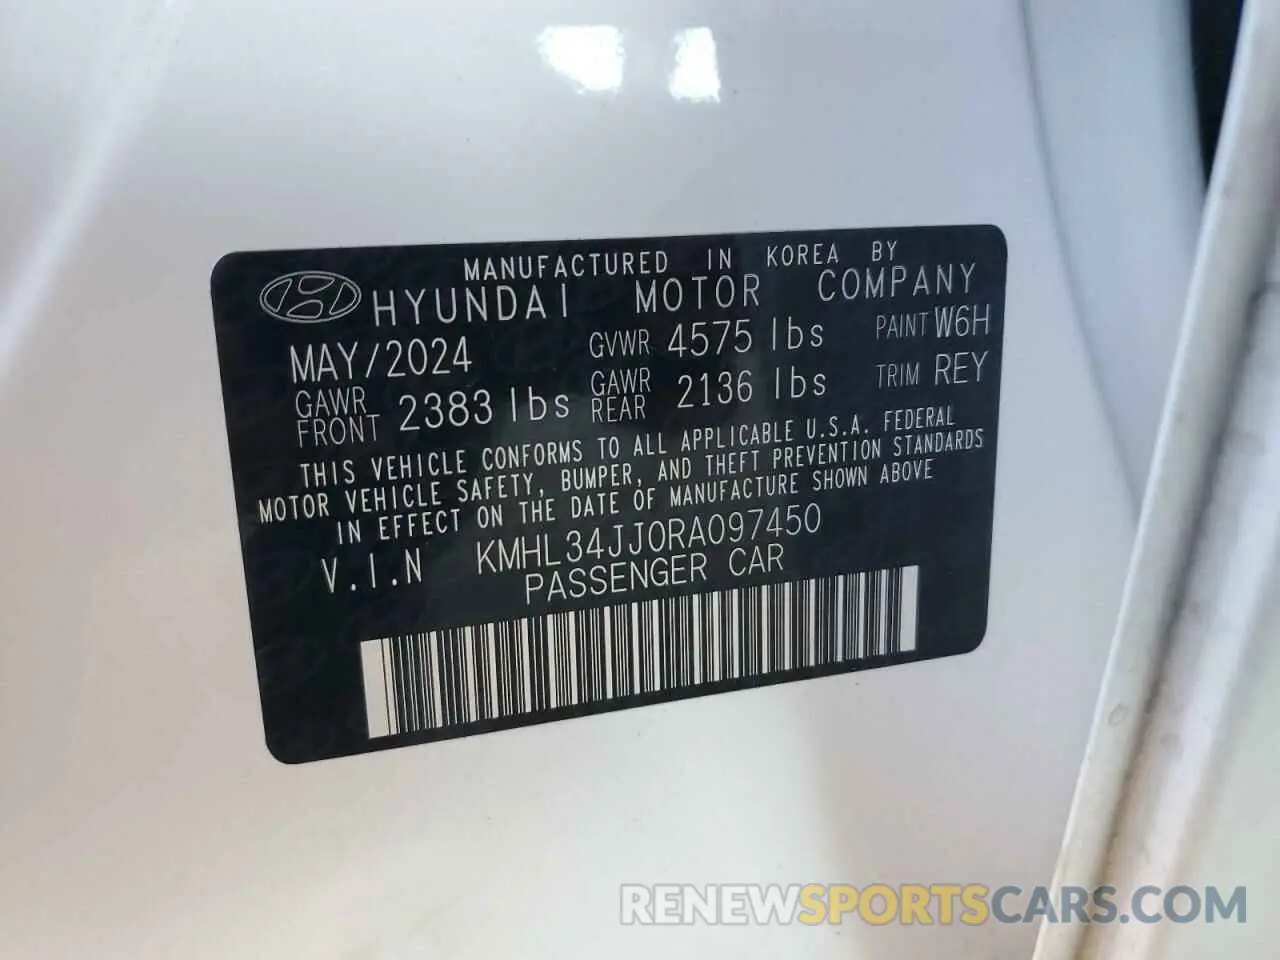 MANUFACTURED IN KOREA BY
HYUNDAI MOTOR COMPANY
MAY/2024 GVWR 4575 lbs PAINT W6H
GAWR FRONT 2383 lbs GAWR REAR 2136 lbs TRIM REY
THIS VEHICLE CONFORMS TO ALL APPLICABLE U.S.A. FEDERAL
MOTOR VEHICLE SAFETY, BUMPER, AND THEFT PREVENTION STANDARDS
IN EFFECT ON THE DATE OF MANUFACTURE SHOWN ABOVE
V.I.N KMHL34JJ0RA097450
PASSENGER CAR
RENEWSPORTSCARS.COM